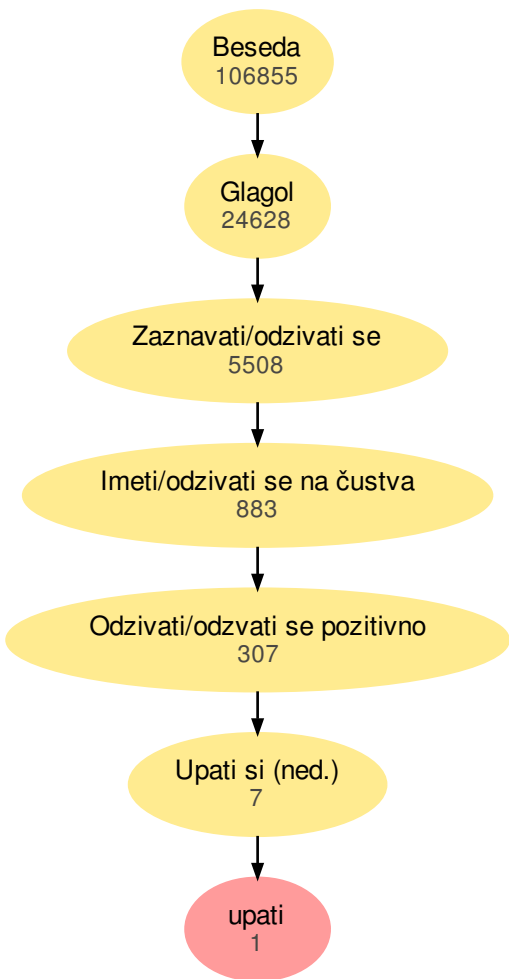 Beseda
106855
Glagol
24628
Zaznavati/odzivati se
5508
Imeti/odzivati se na čustva
883
Odzivati/odzvati se pozitivno
307
Upati si (ned.)
7
upati
1